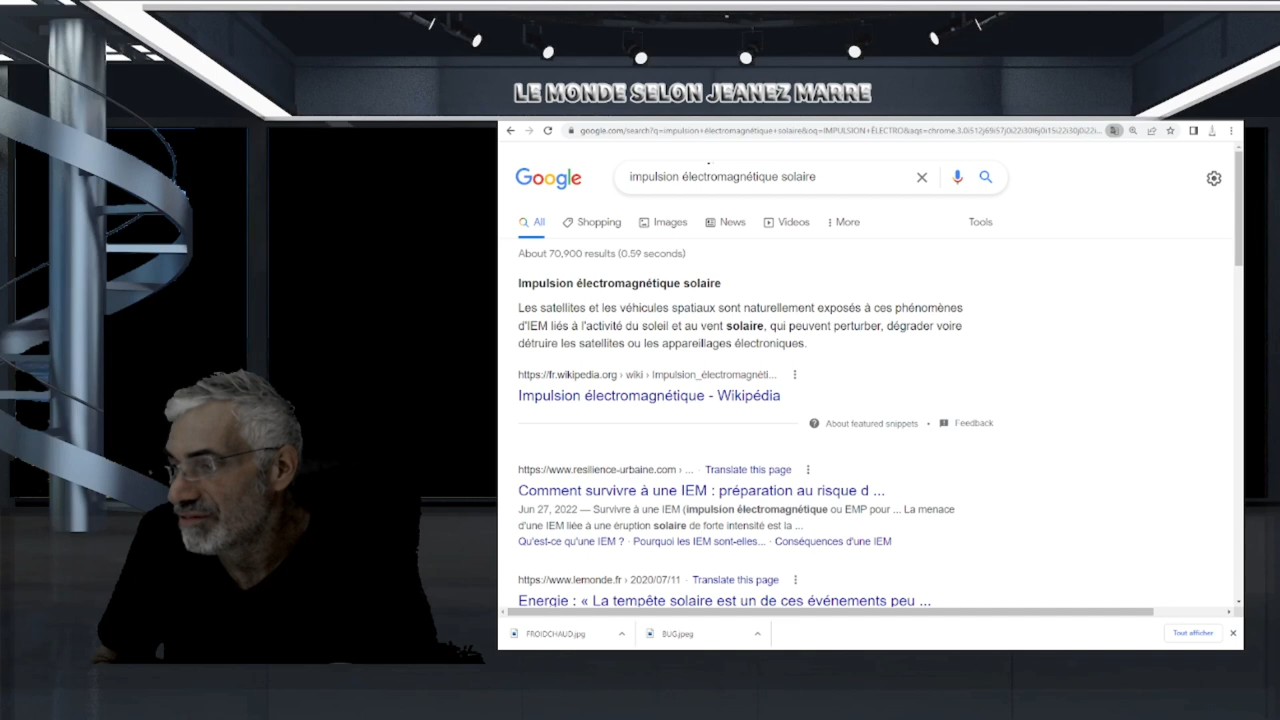 LE MONDE SELON JEANEZ MARRE
google.com/search?q=impulsion+électromagnétique+solaire&oq=IMPULSION+ÉLECTRO&aqs=chrome.3.0i512j69i57j0i22i30l6j0i15i22i30j0i22i...
Google
impulsion électromagnétique solaire
All Shopping Images News Videos More Tools
About 70,900 results (0.59 seconds)
Impulsion électromagnétique solaire
Les satellites et les véhicules spatiaux sont naturellement exposés à ces phénomènes
d'IEM liés à l'activité du soleil et au vent solaire, qui peuvent perturber, dégrader voire
détruire les satellites ou les appareillages électroniques.
https://fr.wikipedia.org › wiki › Impulsion_électromagnéti...
Impulsion électromagnétique - Wikipédia
About featured snippets • Feedback
https://www.resilience-urbaine.com › ... · Translate this page
Comment survivre à une IEM : préparation au risque d ...
Jun 27, 2022 — Survivre à une IEM (impulsion électromagnétique ou EMP pour ... La menace
d'une IEM liée à une éruption solaire de forte intensité est la ...
Qu'est-ce qu'une IEM ? · Pourquoi les IEM sont-elles... · Conséquences d'une IEM
https://www.lemonde.fr › 2020/07/11 · Translate this page
Energie : « La tempête solaire est un de ces événements peu ...
FROIDCHAUD.jpg BUG.jpeg Tout afficher